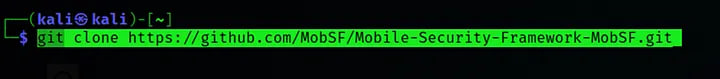 ┌──(kali㉿kali)-[~]
└─$ git clone https://github.com/MobSF/Mobile-Security-Framework-MobSF.git